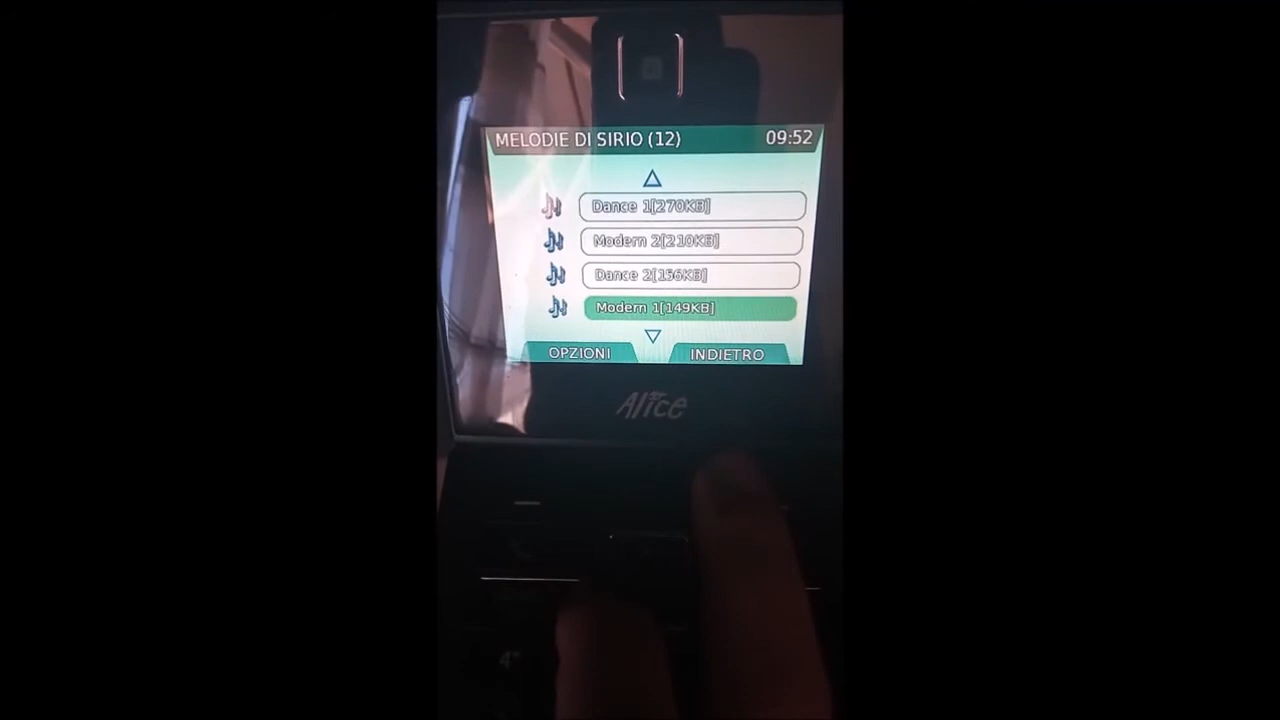 MELODIE DI SIRIO (12) 09:52
Dance 1[270KB]
Modern 2[210KB]
Dance 2[156KB]
Modern 1[149KB]
OPZIONI INDIETRO
Alice
4